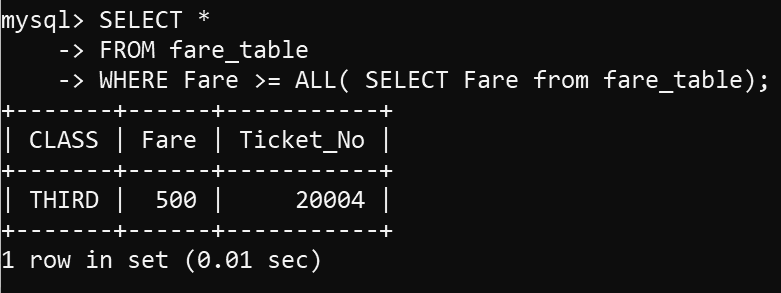 mysql> SELECT *
    -> FROM fare_table
    -> WHERE Fare >= ALL( SELECT Fare from fare_table);
+-------+------+-----------+
| CLASS | Fare | Ticket_No |
+-------+------+-----------+
| THIRD |  500 |     20004 |
+-------+------+-----------+
1 row in set (0.01 sec)